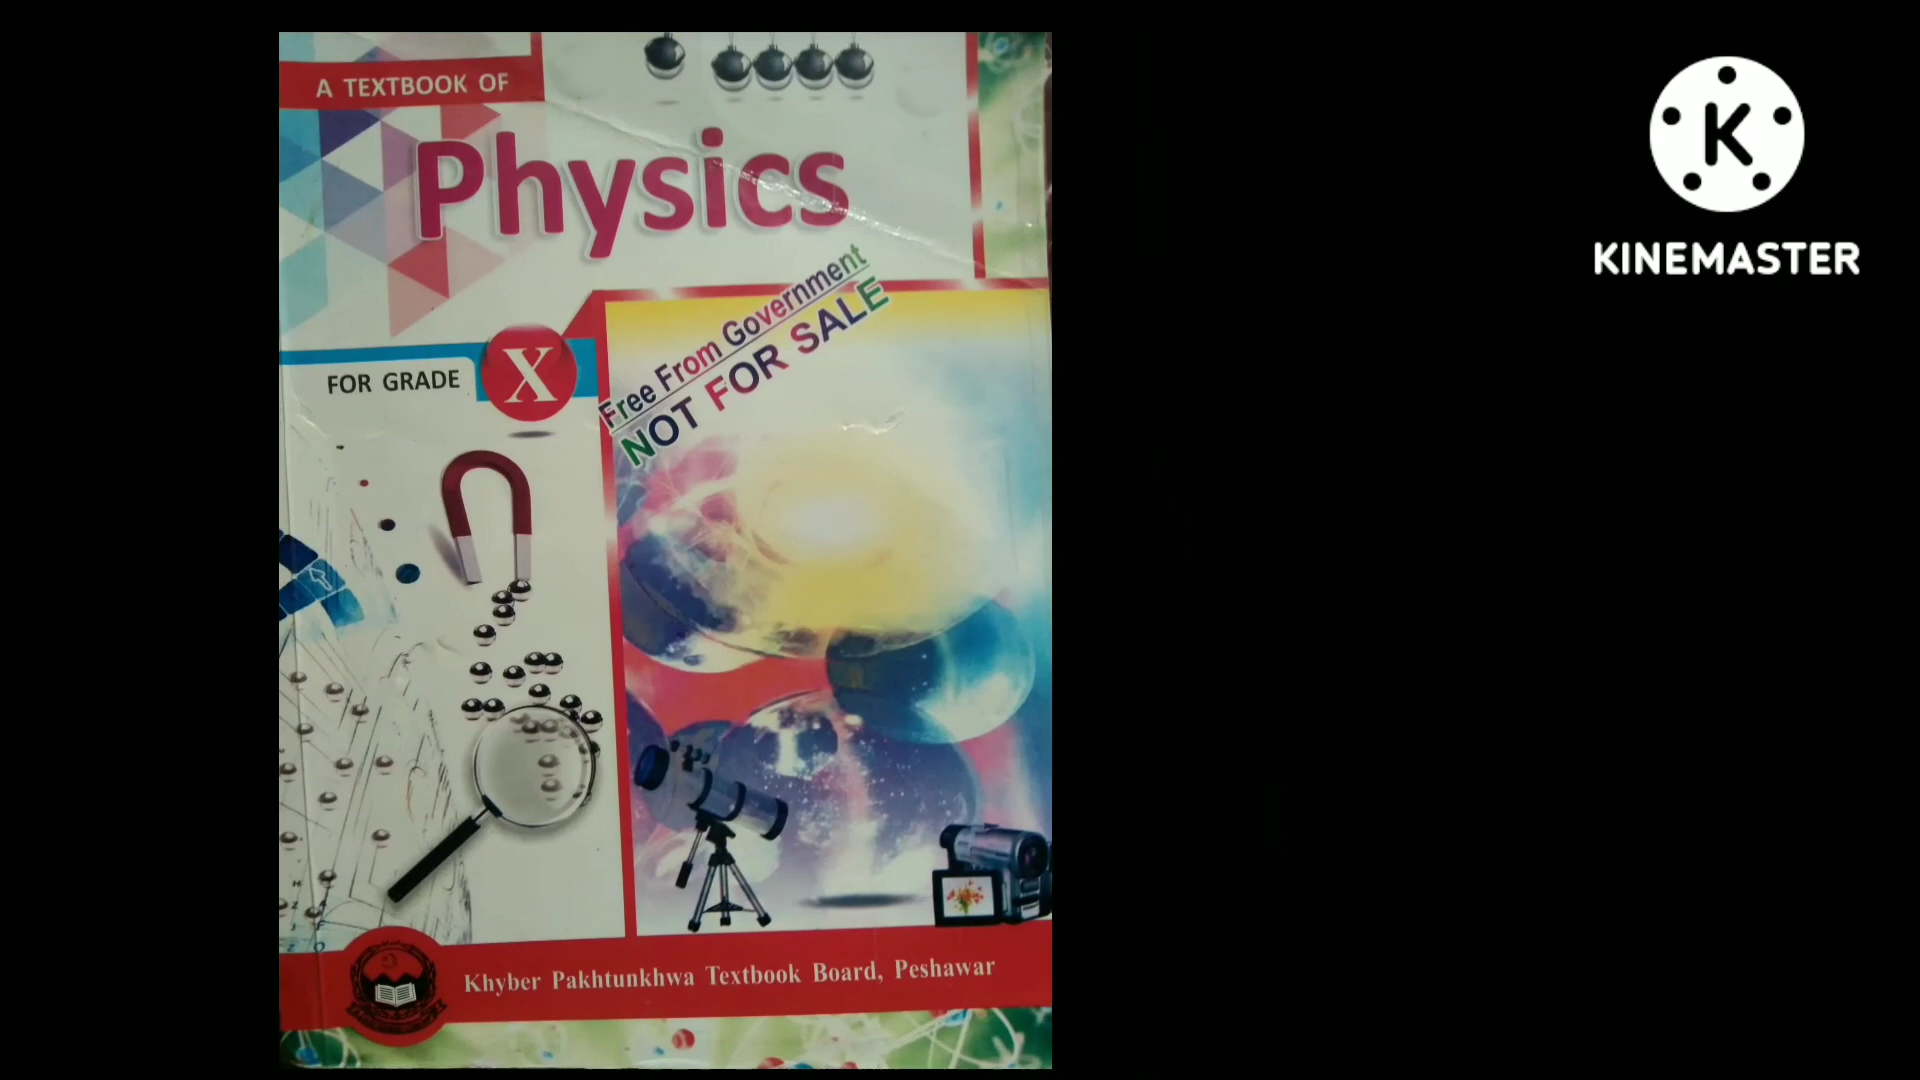 A TEXTBOOK OF
Physics
Free From Government
NOT FOR SALE
FOR GRADE X
Khyber Pakhtunkhwa Textbook Board, Peshawar
K
KINEMASTER